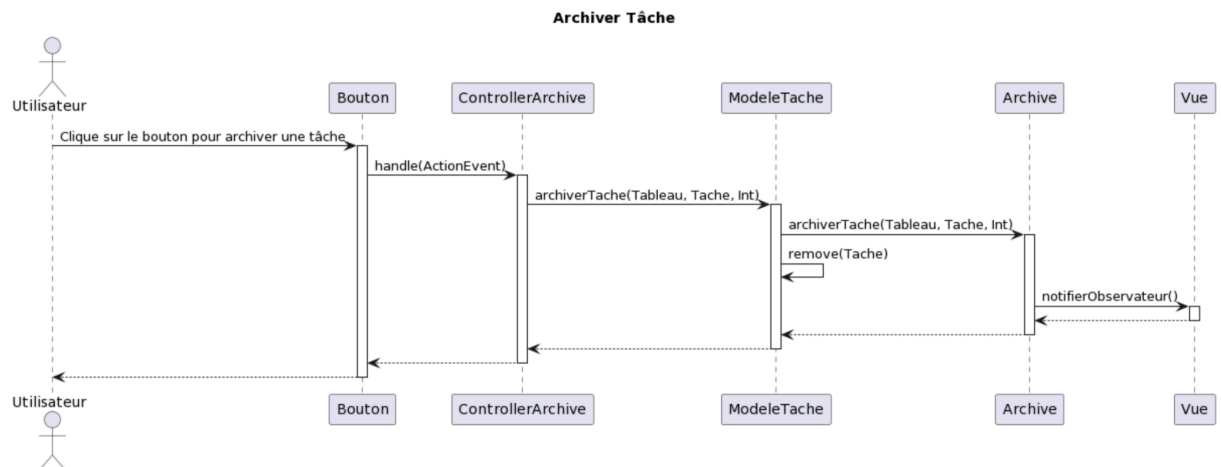 Archiver Tâche
Utilisateur
Bouton
ControllerArchive
ModeleTache
Archive
Vue
Clique sur le bouton pour archiver une tâche
handle(ActionEvent)
archiverTache(Tableau, Tache, Int)
archiverTache(Tableau, Tache, Int)
remove(Tache)
notifierObservateur()
Utilisateur
Bouton
ControllerArchive
ModeleTache
Archive
Vue